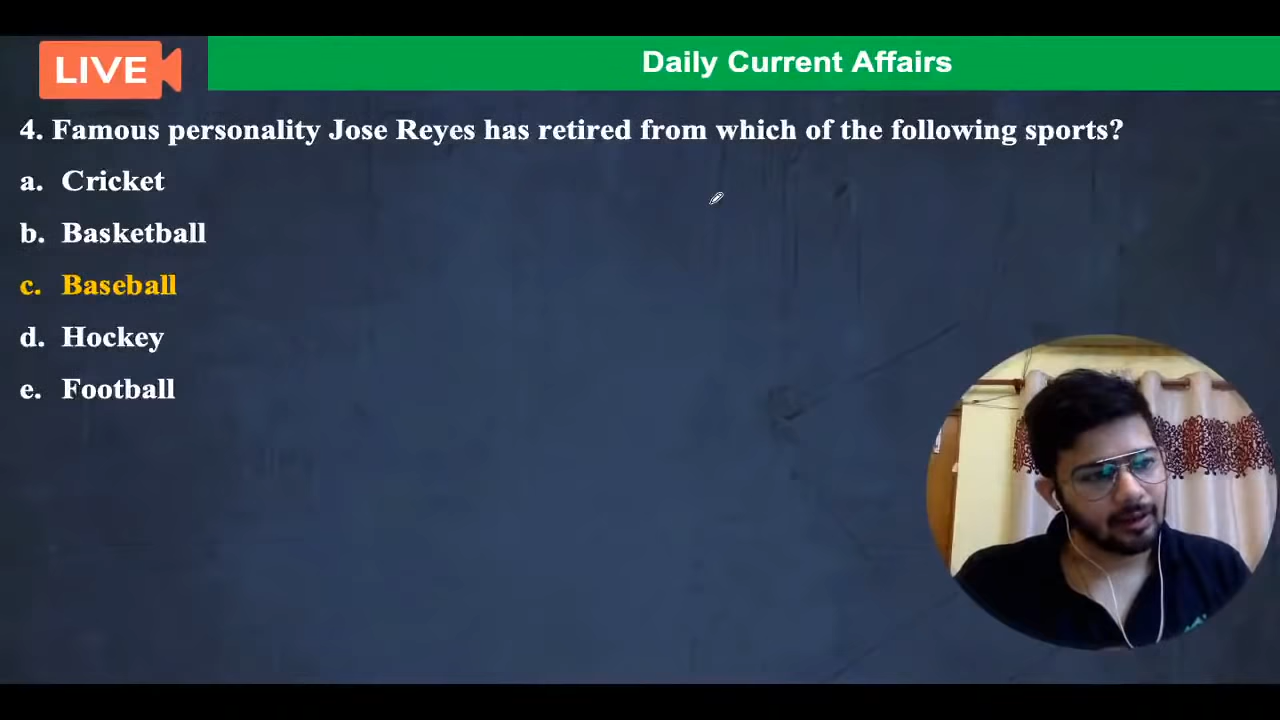 LIVE
Daily Current Affairs
4. Famous personality Jose Reyes has retired from which of the following sports?
a. Cricket
b. Basketball
c. Baseball
d. Hockey
e. Football